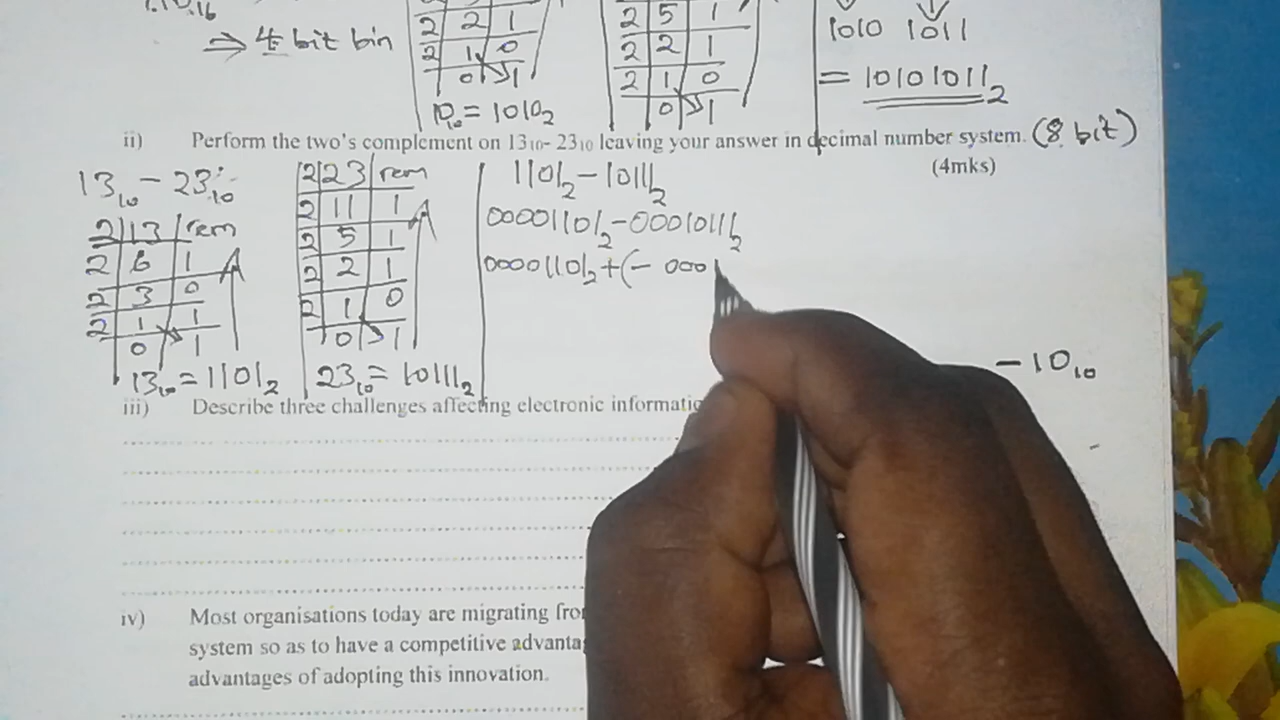 ⇒ 4 bit bin
2 2 1
2 1 0
0 1
10₁₀ = 1010₂
2 5 1
2 2 1
2 1 0
0 1
1010 1011
= 10101011₂
ii) Perform the two's complement on 13₁₀- 23₁₀ leaving your answer in decimal number system. (8 bit)
(4mks)
13₁₀ - 23₁₀
2 13 rem
2 6 1
2 3 0
2 1 1
0 1
13₁₀ = 1101₂
2 23 rem
2 11 1
2 5 1
2 2 1
2 1 0
0 1
23₁₀ = 10111₂
1101₂ - 10111₂
00001101₂ - 00010111₂
00001101₂ + (- 0001
- 10₁₀
iii) Describe three challenges affecting electronic
iv) Most organisations today are migrating
system so as to have a competitive
advantages of adopting this innovation.